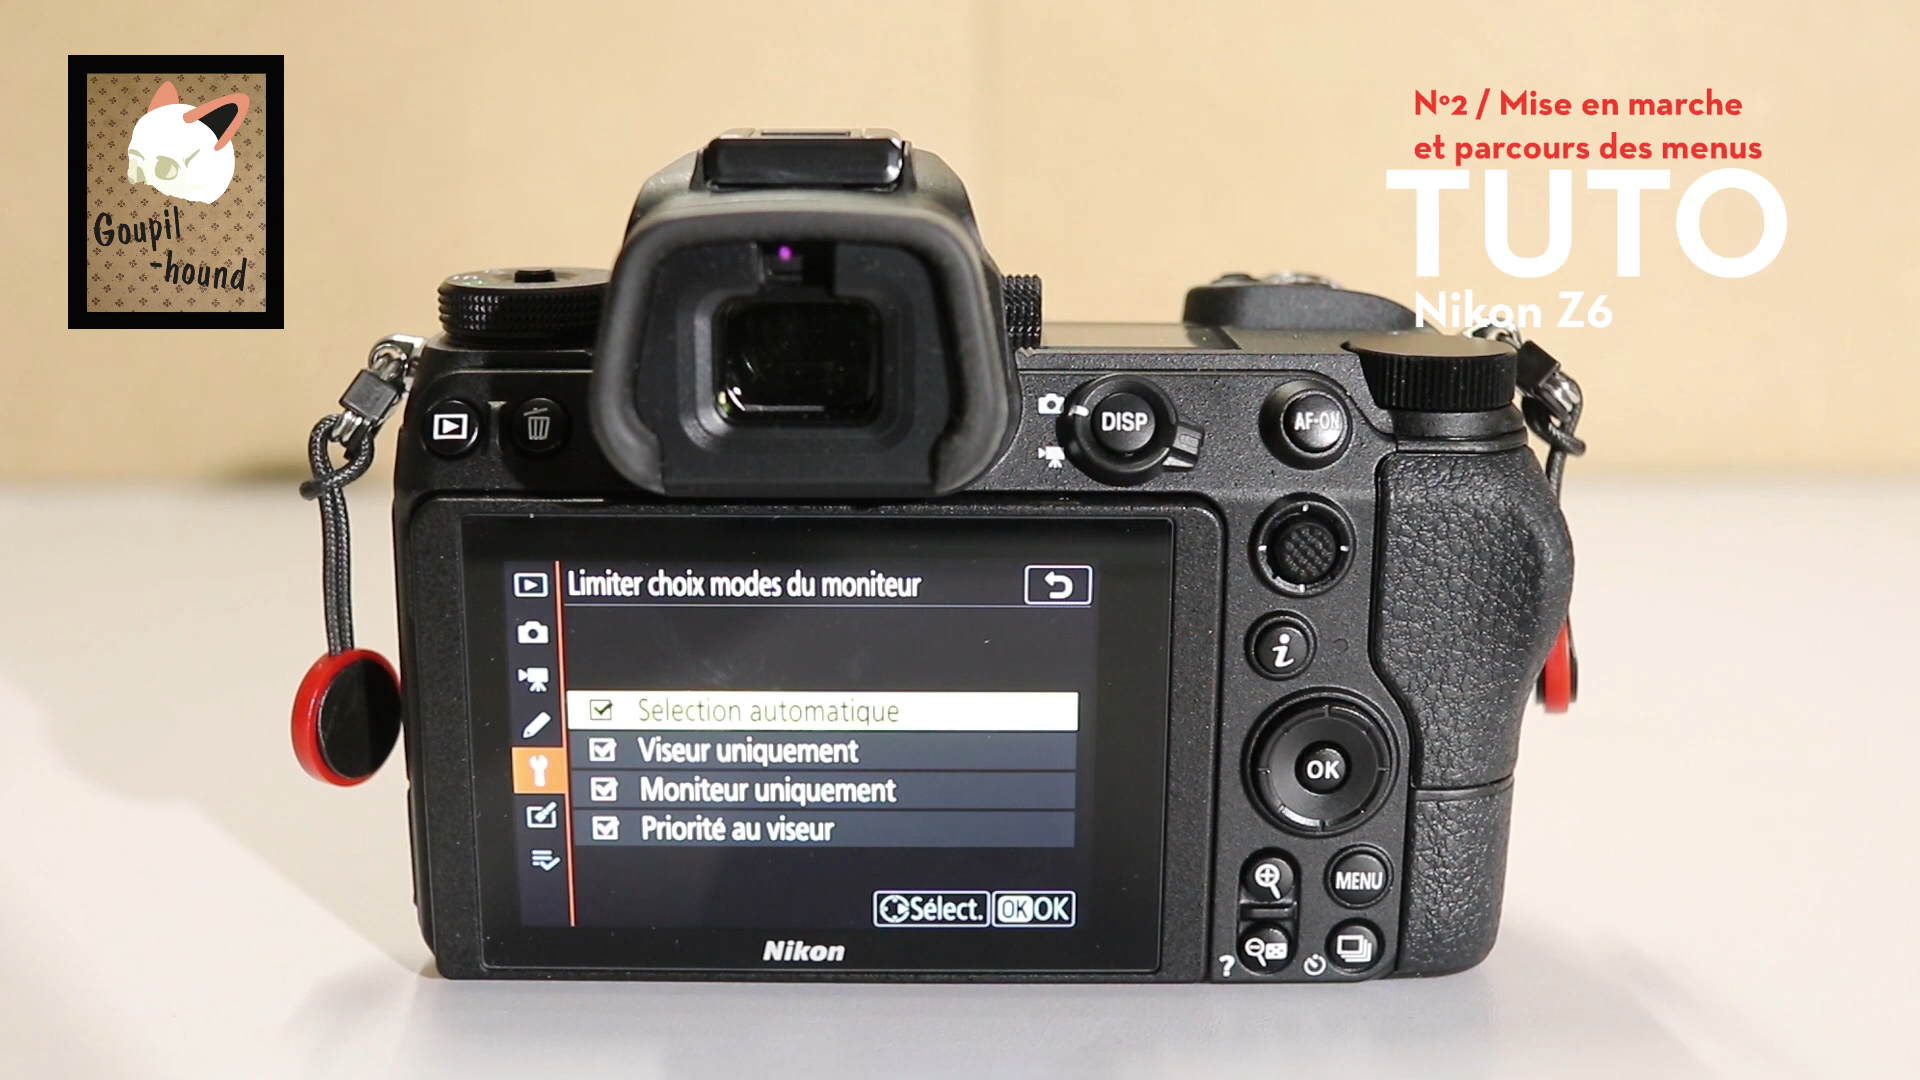 Goupil
-hound
N°2 / Mise en marche
et parcours des menus
TUTO
Nikon Z6
DISP
AF-ON
Limiter choix modes du moniteur
Sélection automatique
Viseur uniquement
Moniteur uniquement
Priorité au viseur
Sélect. OK OK
Nikon
i
OK
MENU
?